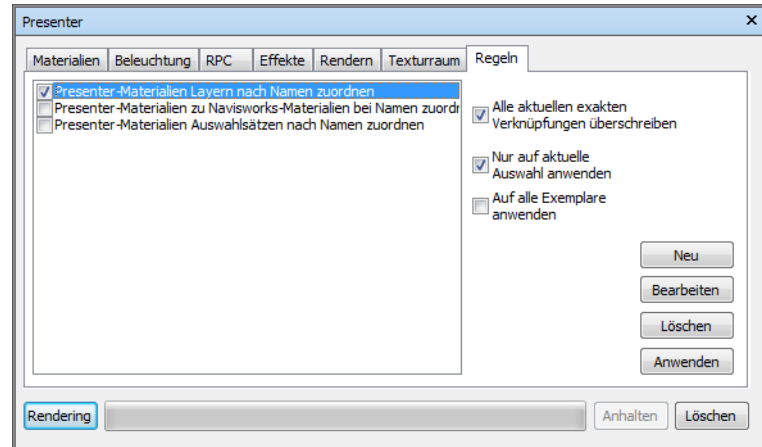 Presenter
Materialien Beleuchtung RPC Effekte Rendern Texturraum Regeln
Presenter-Materialien Layern nach Namen zuordnen
Presenter-Materialien zu Navisworks-Materialien bei Namen zuordr
Presenter-Materialien Auswahlsätzen nach Namen zuordnen
Alle aktuellen exakten
Verknüpfungen überschreiben
Nur auf aktuelle
Auswahl anwenden
Auf alle Exemplare
anwenden
Neu
Bearbeiten
Löschen
Anwenden
Rendering Anhalten Löschen